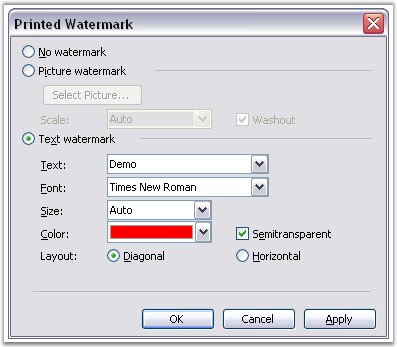 Printed Watermark
No watermark
Picture watermark
Select Picture...
Scale: Auto Washout
Text watermark
Text: Demo
Font: Times New Roman
Size: Auto
Color: Semitransparent
Layout: Diagonal Horizontal
OK Cancel Apply